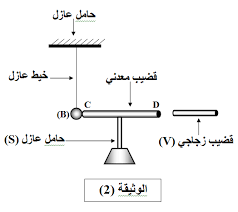 حامل عازل
خيط عازل
قضيب معدني
(B)
C
D
حامل عازل (S)
قضيب زجاجي (V)
الوثيقة (2)